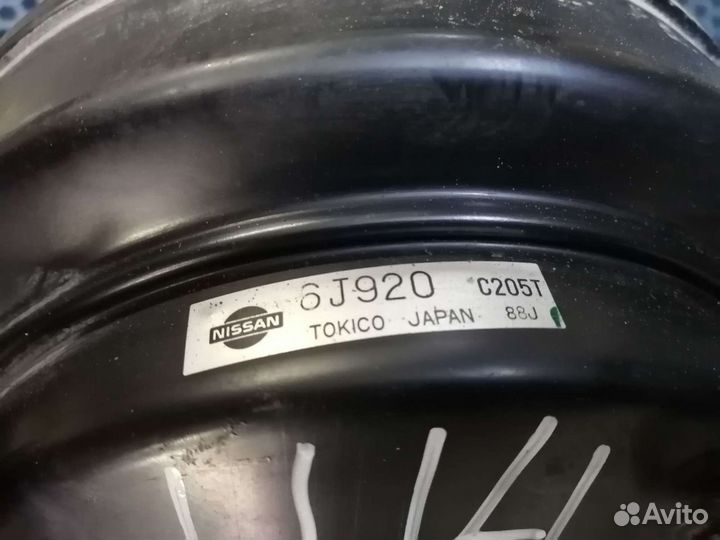 NISSAN 6J920 C205T
TOKICO JAPAN 88J
Avito